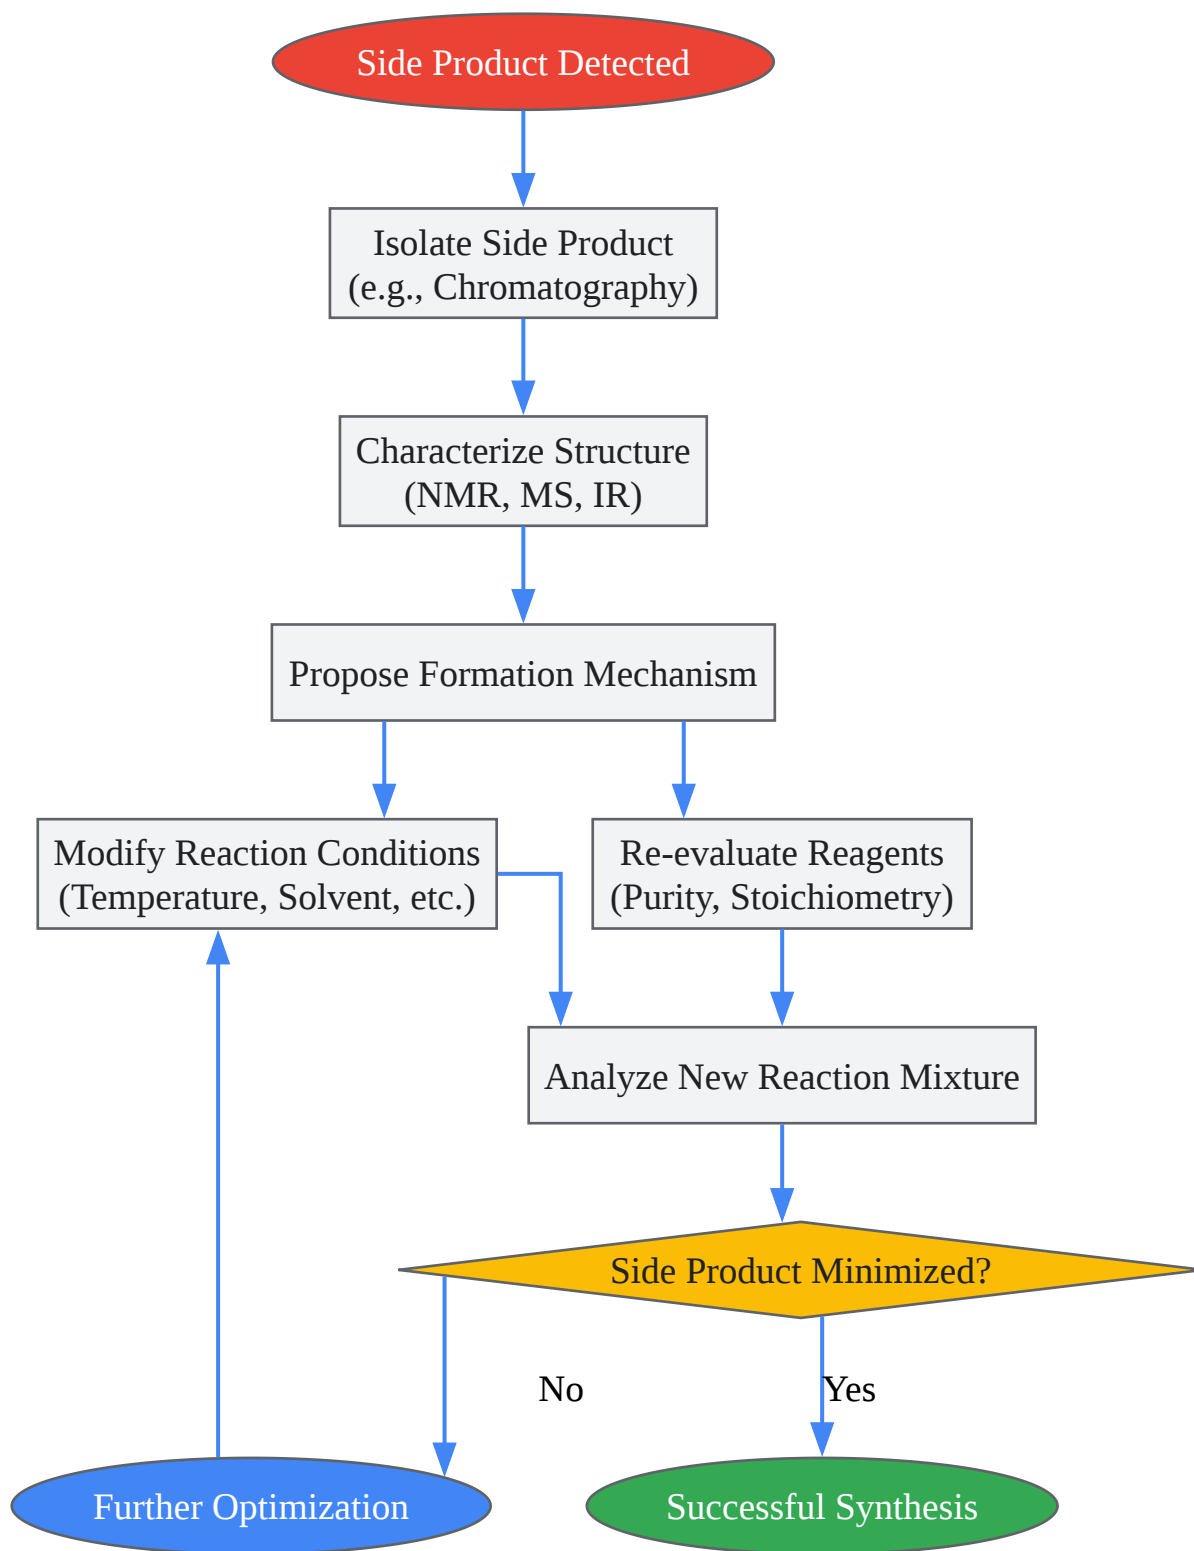 Side Product Detected
Isolate Side Product
(e.g., Chromatography)
Characterize Structure
(NMR, MS, IR)
Propose Formation Mechanism
Modify Reaction Conditions
(Temperature, Solvent, etc.)
Re-evaluate Reagents
(Purity, Stoichiometry)
Analyze New Reaction Mixture
Side Product Minimized?
No
Yes
Further Optimization
Successful Synthesis